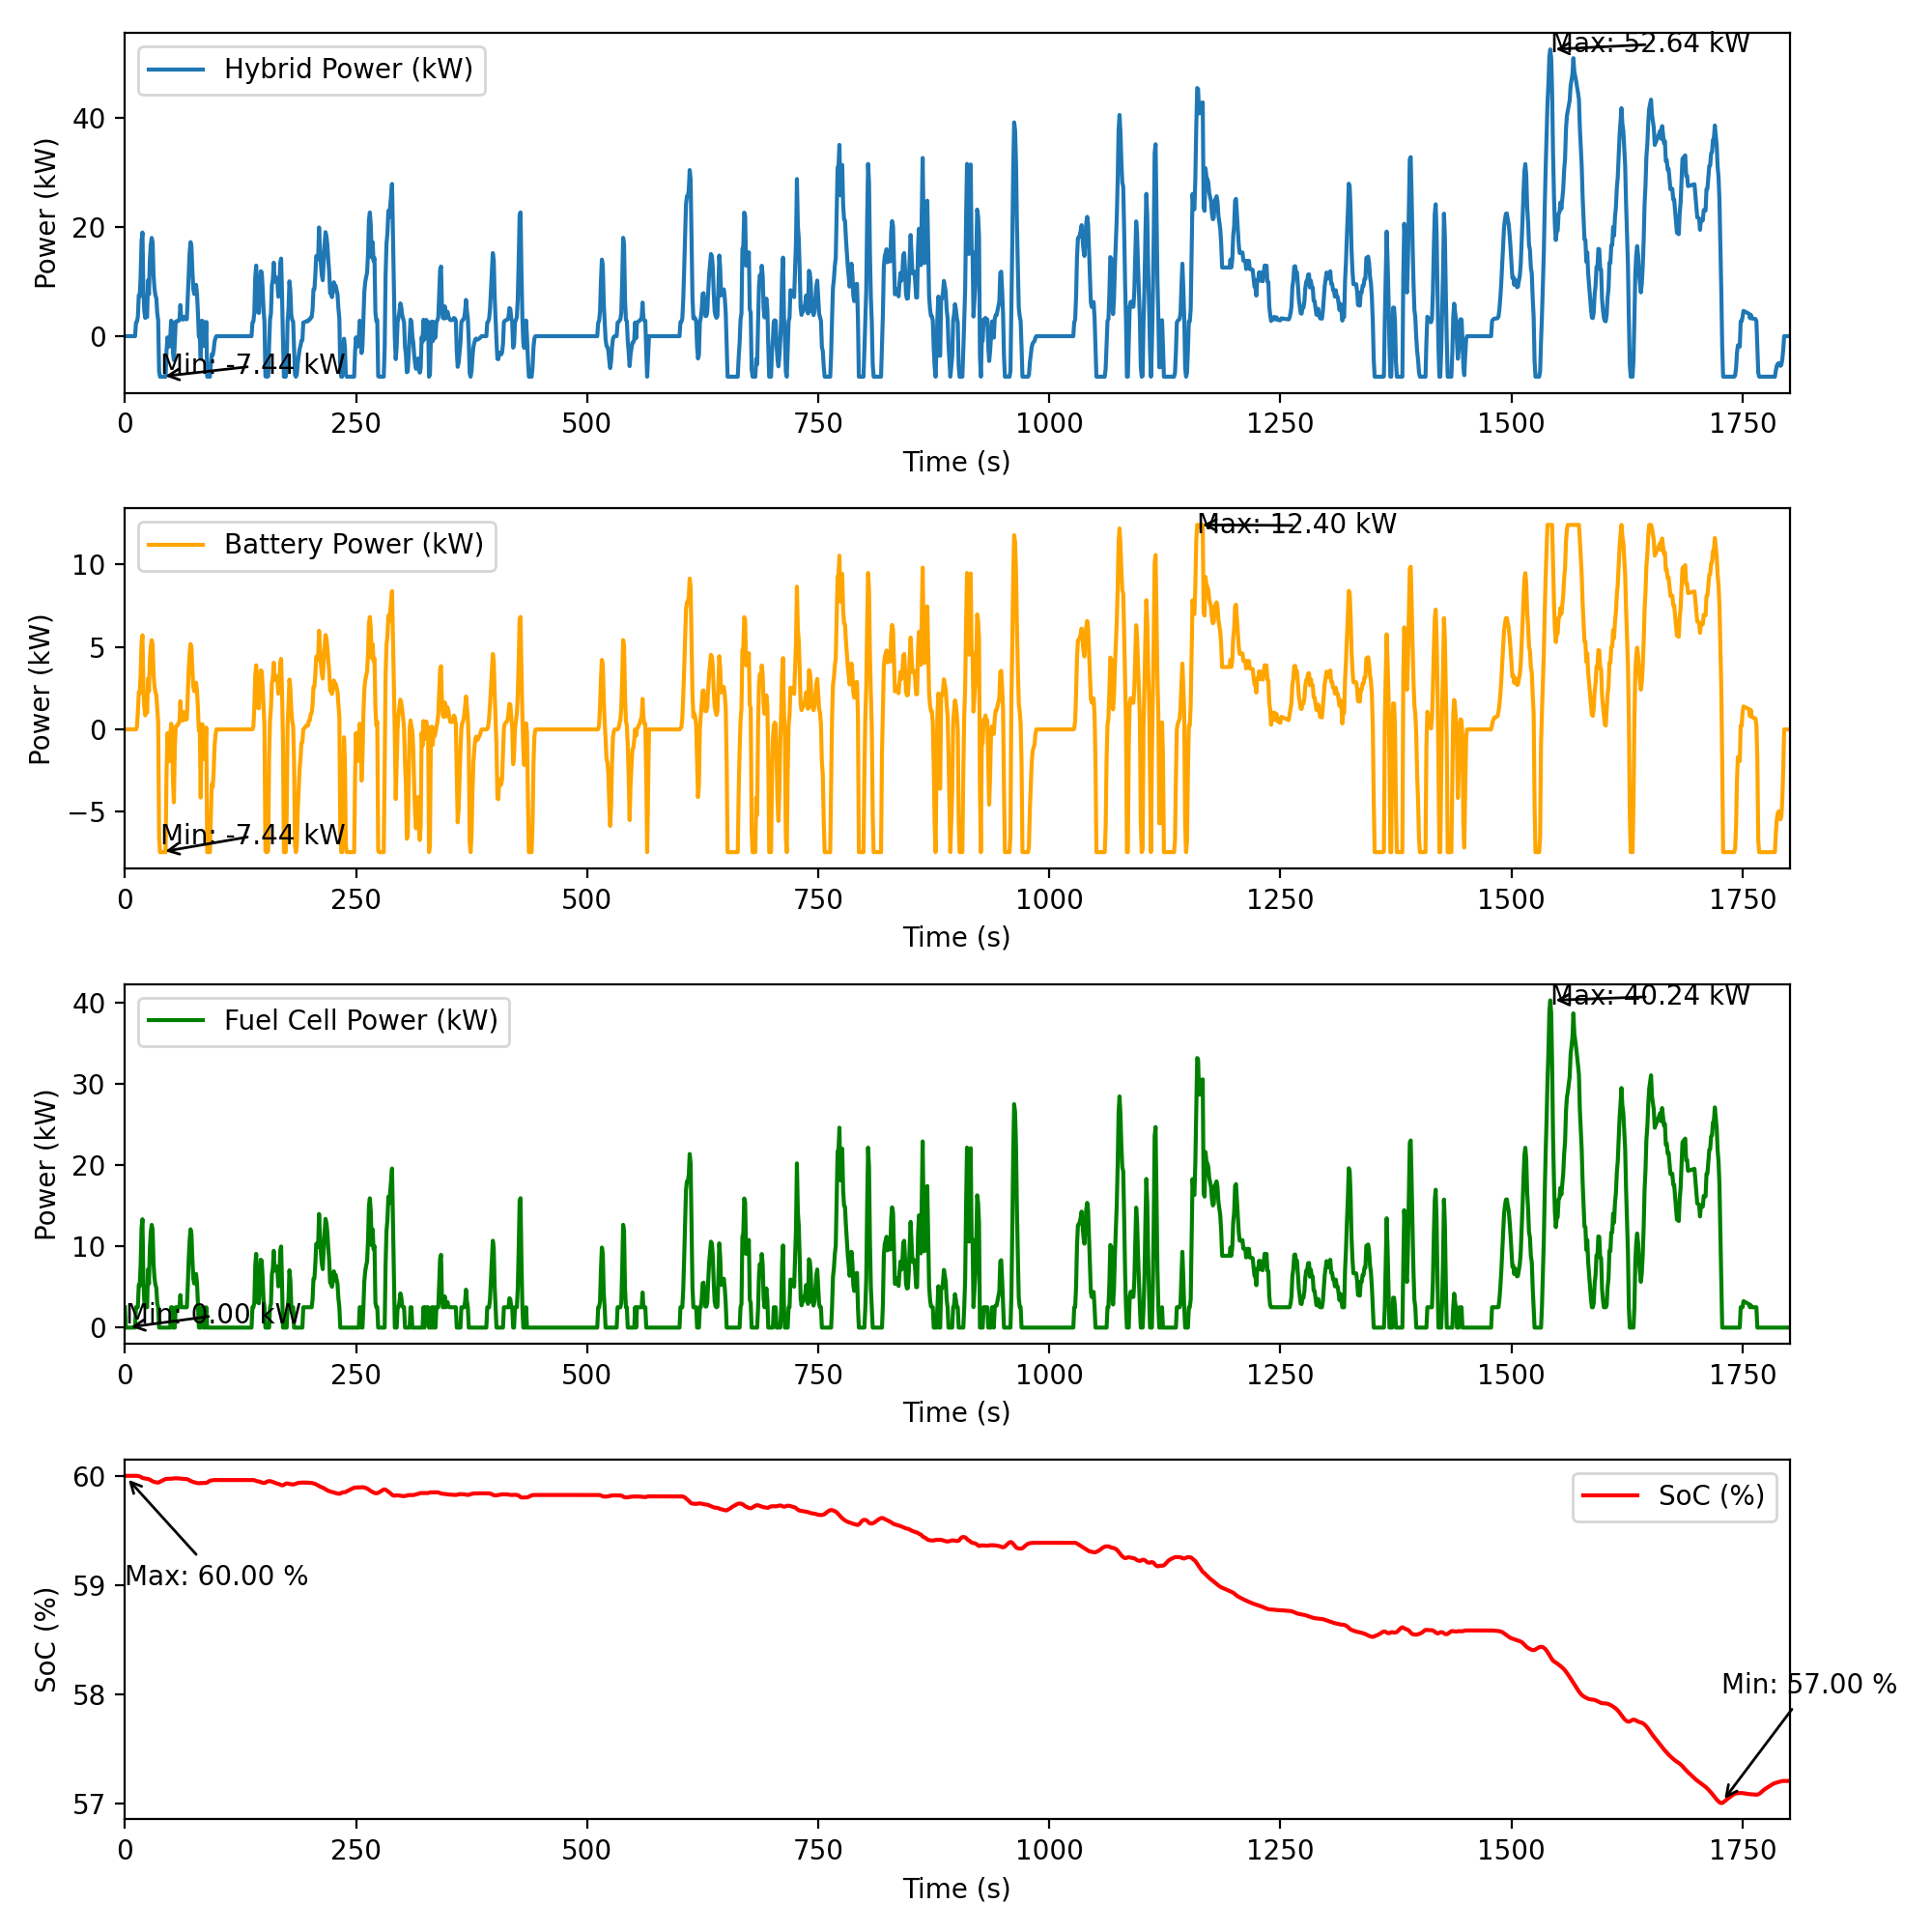 Hybrid Power (kW)
Max: 52.64 kW
Min: -7.44 kW
Power (kW)
40
20
0
0 250 500 750 1000 1250 1500 1750
Time (s)
Battery Power (kW)
Max: 12.40 kW
Min: -7.44 kW
Power (kW)
10
5
0
−5
0 250 500 750 1000 1250 1500 1750
Time (s)
Fuel Cell Power (kW)
Max: 40.24 kW
Min: 0.00 kW
Power (kW)
40
30
20
10
0
0 250 500 750 1000 1250 1500 1750
Time (s)
SoC (%)
Max: 60.00 %
Min: 57.00 %
SoC (%)
60
59
58
57
0 250 500 750 1000 1250 1500 1750
Time (s)